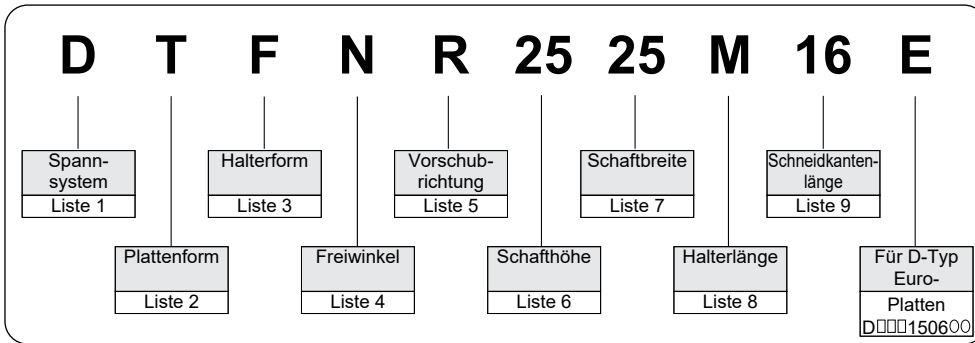 D T F N R 25 25 M 16 E
Spann-
system
Liste 1
Halterform
Liste 3
Vorschub-
richtung
Liste 5
Schaftbreite
Liste 7
Schneidkanten-
länge
Liste 9
Plattenform
Liste 2
Freiwinkel
Liste 4
Schafthöhe
Liste 6
Halterlänge
Liste 8
Für D-Typ
Euro-
Platten
D□□□1506○○